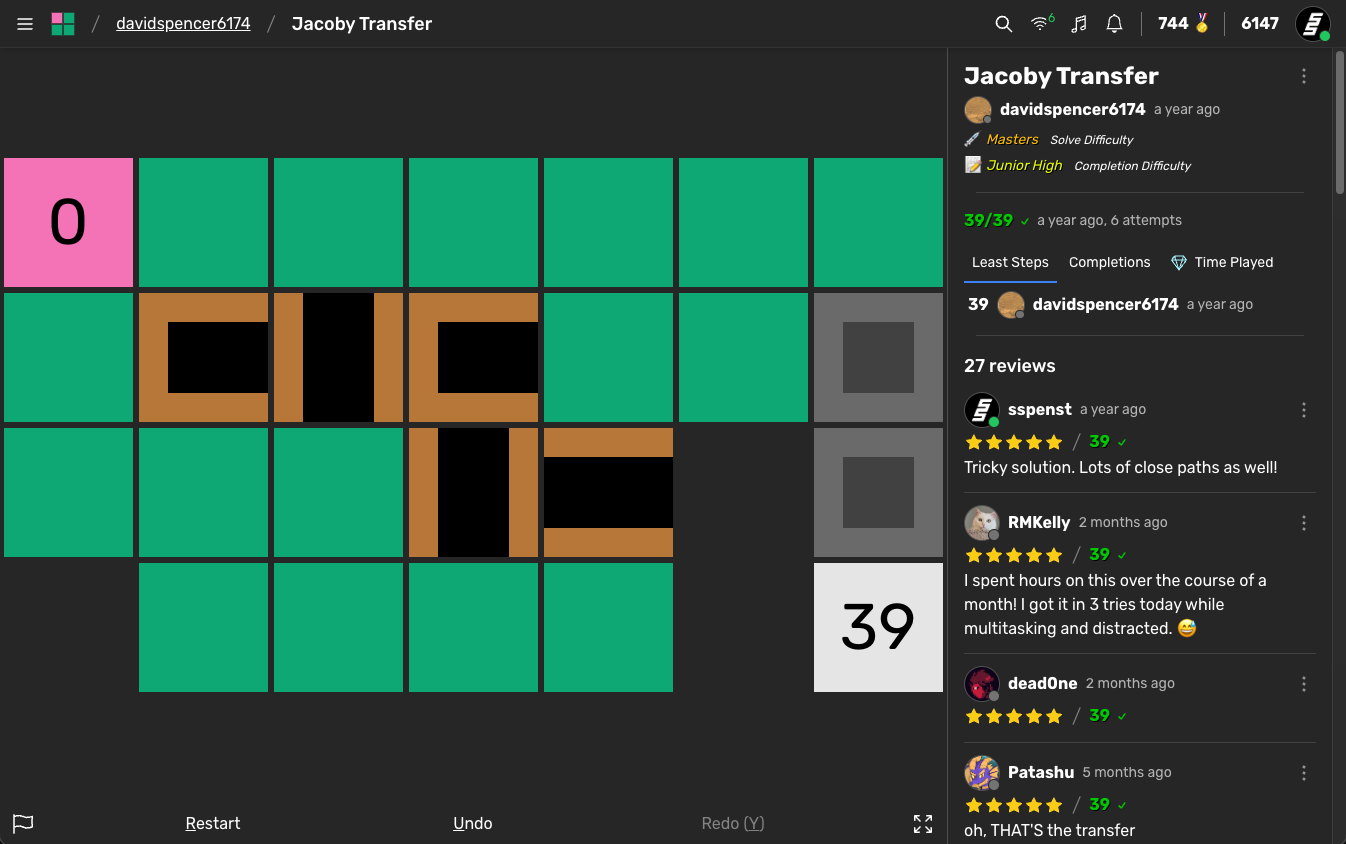 / davidspencer6174 / Jacoby Transfer
6 744 6147
0
39
Restart Undo Redo (Y)
Jacoby Transfer
davidspencer6174 a year ago
Masters Solve Difficulty
Junior High Completion Difficulty
39/39 ✓ a year ago, 6 attempts
Least Steps Completions Time Played
39 davidspencer6174 a year ago
27 reviews
sspenst a year ago
/ 39 ✓
Tricky solution. Lots of close paths as well!
RMKelly 2 months ago
/ 39 ✓
I spent hours on this over the course of a
month! I got it in 3 tries today while
multitasking and distracted. 😅
dead0ne 2 months ago
/ 39 ✓
Patashu 5 months ago
/ 39 ✓
oh, THAT'S the transfer